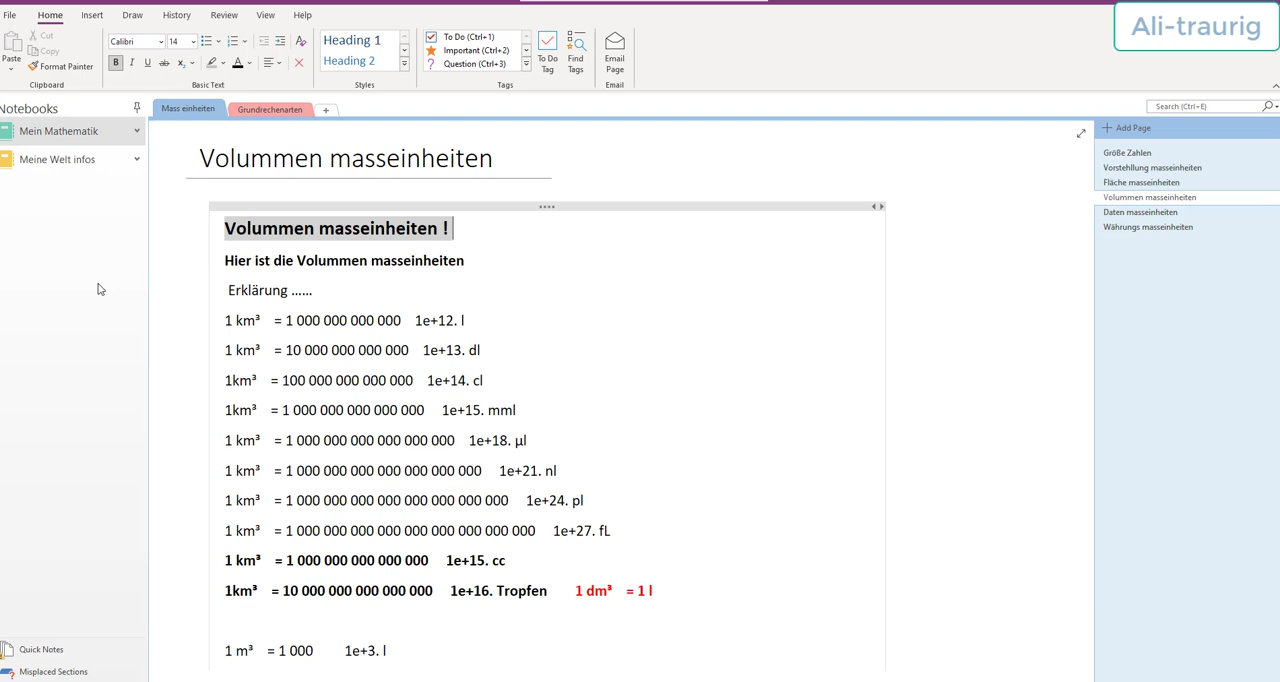 File Home Insert Draw History Review View Help
Ali-traurig
Paste
Cut
Copy
Format Painter
Clipboard
Calibri 14
B I U ab x₂ A
Basic Text
Heading 1
Heading 2
Styles
To Do (Ctrl+1)
Important (Ctrl+2)
? Question (Ctrl+3)
Tags
To Do
Tag
Find
Tags
Email
Page
Email
Notebooks
Mein Mathematik
Meine Welt infos
Quick Notes
Misplaced Sections
Mass einheiten Grundrechenarten +
Search (Ctrl+E)
Volummen masseinheiten
Volummen masseinheiten !
Hier ist die Volummen masseinheiten
Erklärung ......
1 km³ = 1 000 000 000 000 1e+12. l
1 km³ = 10 000 000 000 000 1e+13. dl
1km³ = 100 000 000 000 000 1e+14. cl
1km³ = 1 000 000 000 000 000 1e+15. mml
1 km³ = 1 000 000 000 000 000 000 1e+18. µl
1 km³ = 1 000 000 000 000 000 000 000 1e+21. nl
1 km³ = 1 000 000 000 000 000 000 000 000 1e+24. pl
1 km³ = 1 000 000 000 000 000 000 000 000 000 1e+27. fL
1 km³ = 1 000 000 000 000 000 1e+15. cc
1km³ = 10 000 000 000 000 000 1e+16. Tropfen 1 dm³ = 1 l
1 m³ = 1 000 1e+3. l
Add Page
Größe Zahlen
Vorstehllung masseinheiten
Fläche masseinheiten
Volummen masseinheiten
Daten masseinheiten
Währungs masseinheiten